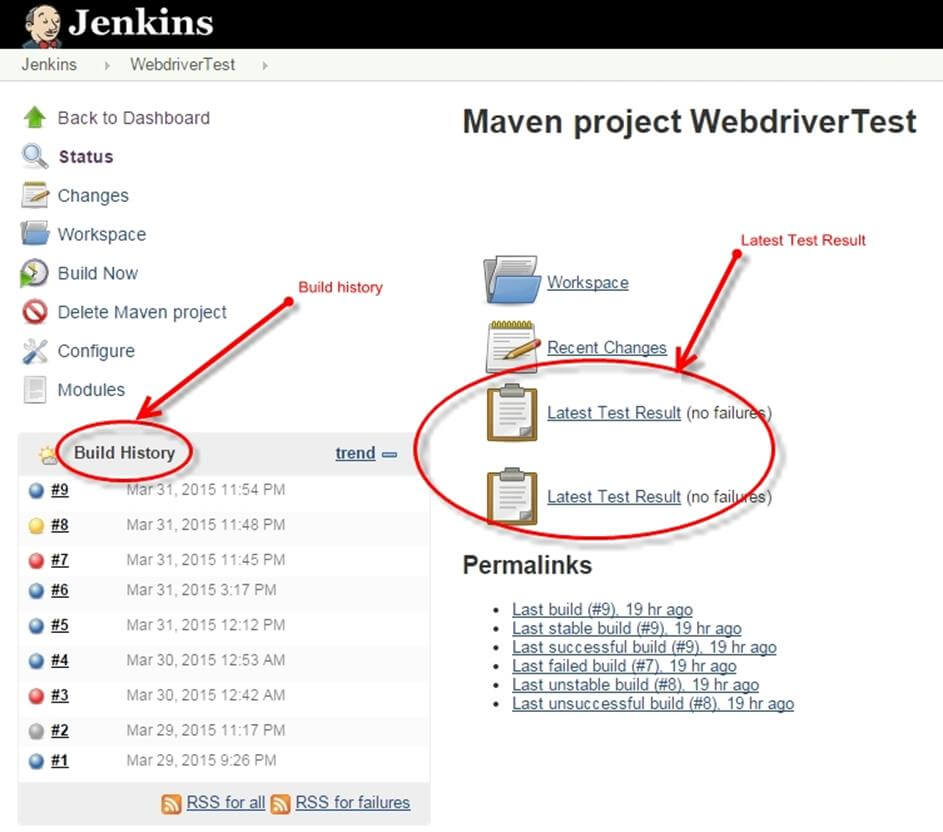 Jenkins
Jenkins WebdriverTest
Back to Dashboard
Status
Changes
Workspace
Build Now
Delete Maven project
Configure
Modules
Build history
Build History trend
#9 Mar 31, 2015 11:54 PM
#8 Mar 31, 2015 11:48 PM
#7 Mar 31, 2015 11:45 PM
#6 Mar 31, 2015 3:17 PM
#5 Mar 31, 2015 12:12 PM
#4 Mar 30, 2015 12:53 AM
#3 Mar 30, 2015 12:42 AM
#2 Mar 29, 2015 11:17 PM
#1 Mar 29, 2015 9:26 PM
RSS for all RSS for failures
Maven project WebdriverTest
Latest Test Result
Workspace
Recent Changes
Latest Test Result (no failures)
Latest Test Result (no failures)
Permalinks
Last build (#9), 19 hr ago
Last stable build (#9), 19 hr ago
Last successful build (#9), 19 hr ago
Last failed build (#7), 19 hr ago
Last unstable build (#8), 19 hr ago
Last unsuccessful build (#8), 19 hr ago